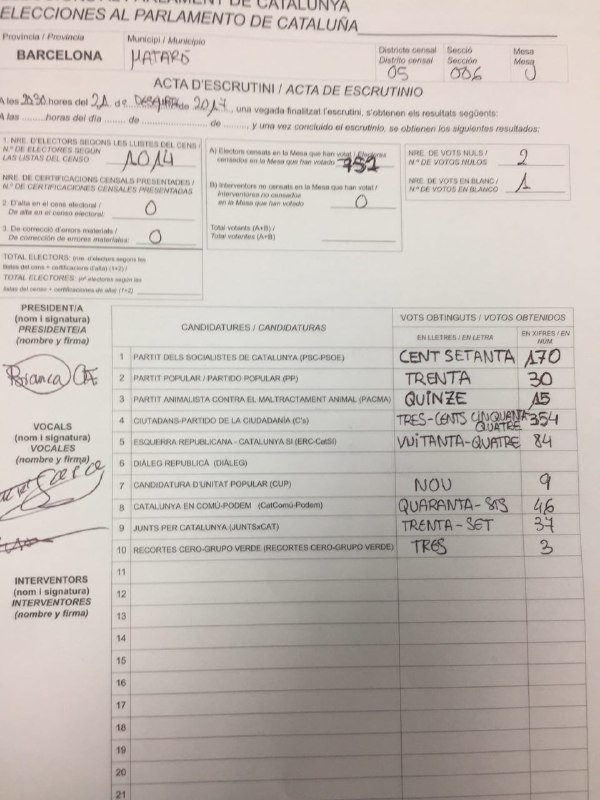 ELECCIONES AL PARLAMENTO DE CATALUÑA
Província / Provincia
BARCELONA
Municipi / Municipio
MATARÓ
Districte censal
Distrito censal
05
Secció
Sección
006
Mesa
Mesa
U
ACTA D'ESCRUTINI / ACTA DE ESCRUTINIO
A les 20:30 hores del 21 de DESEMBRE de 2017, una vegada finalitzat l'escrutini, s'obtenen els resultats següents:
A las ......... horas del día ......... de ......... de ........., y una vez concluido el escrutinio, se obtienen los siguientes resultados:
1. NRE. D'ELECTORS SEGONS LES LLISTES DEL CENS /
N.º DE ELECTORES SEGÚN
LAS LISTAS DEL CENSO
1014
NRE. DE CERTIFICACIONS CENSALS PRESENTADES /
N.º DE CERTIFICACIONES CENSALES PRESENTADAS
2. D'alta en el cens electoral /
De alta en el censo electoral:
0
3. De correcció d'errors materials /
De corrección de errores materiales:
0
TOTAL ELECTORS: (nre. d'electors segons les
llistes del cens + certificacions d'alta) (1+2) /
TOTAL ELECTORES: (nº electores según las
listas del censo + certificaciones de alta) (1+2)
A) Electors censats en la Mesa que han votat / Electores
censados en la Mesa que han votado
B) Interventors no censats en la Mesa que han votat /
Interventores no censados
en la Mesa que han votado
0
Total votants (A+B) /
Total votantes (A+B)
NRE. DE VOTS NULS /
N.º DE VOTOS NULOS
2
NRE. DE VOTS EN BLANC /
N.º DE VOTOS EN BLANCO
1
PRESIDENT/A
(nom i signatura)
PRESIDENTE/A
(nombre y firma)
Bianca
VOCALS
(nom i signatura)
VOCALES
(nombre y firma)
INTERVENTORS
(nom i signatura)
INTERVENTORES
(nombre y firma)
CANDIDATURES / CANDIDATURAS
VOTS OBTINGUTS / VOTOS OBTENIDOS
EN LLETRES / EN LETRA
EN XIFRES / EN NÚM.
1 PARTIT DELS SOCIALISTES DE CATALUNYA (PSC-PSOE) CENT SETANTA 170
2 PARTIT POPULAR / PARTIDO POPULAR (PP) TRENTA 30
3 PARTIT ANIMALISTA CONTRA EL MALTRACTAMENT ANIMAL (PACMA) QUINZE 15
4 CIUTADANS-PARTIDO DE LA CIUDADANÍA (C's) TRES-CENTS CINQUANTA QUATRE 354
5 ESQUERRA REPUBLICANA - CATALUNYA SÍ (ERC-CatSí) VUITANTA-QUATRE 84
6 DIÀLEG REPUBLICÀ (DIÀLEG)
7 CANDIDATURA D'UNITAT POPULAR (CUP) NOU 9
8 CATALUNYA EN COMÚ-PODEM (CatComú-Podem) QUARANTA-SIS 46
9 JUNTS PER CATALUNYA (JUNTSxCAT) TRENTA-SET 37
10 RECORTES CERO-GRUPO VERDE (RECORTES CERO-GRUPO VERDE) TRES 3
11
12
13
14
15
16
17
18
19
20
21